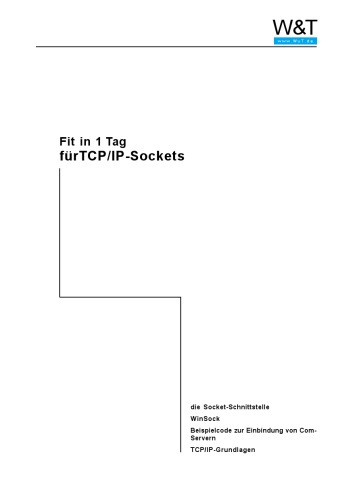 W&T
www.WuT.de
Fit in 1 Tag
fürTCP/IP-Sockets
die Socket-Schnittstelle
WinSock
Beispielcode zur Einbindung von Com-
Servern
TCP/IP-Grundlagen